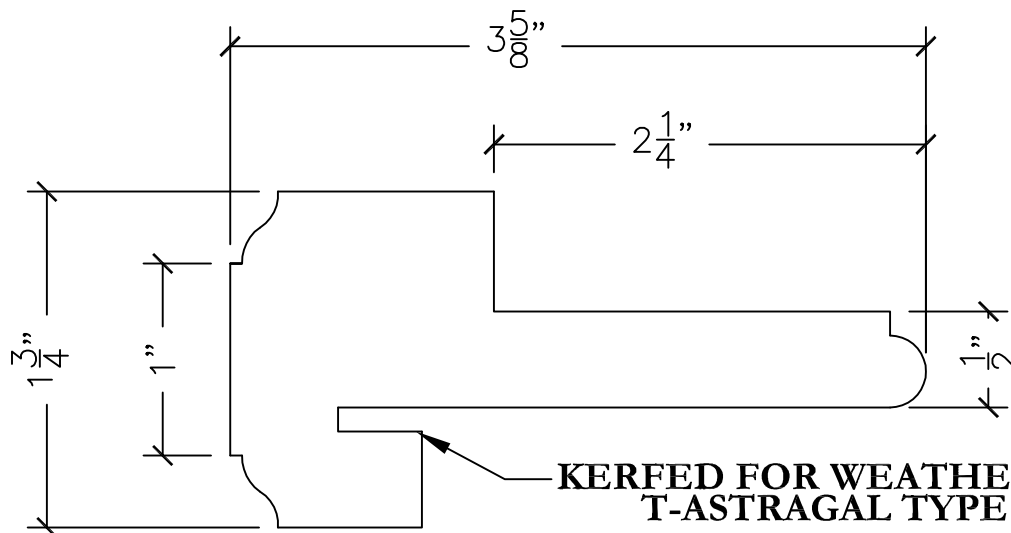 3 5/8”
2 1/4”
1 3/4”
1”
1/2”
KERFED FOR WEATHE
T-ASTRAGAL TYPE